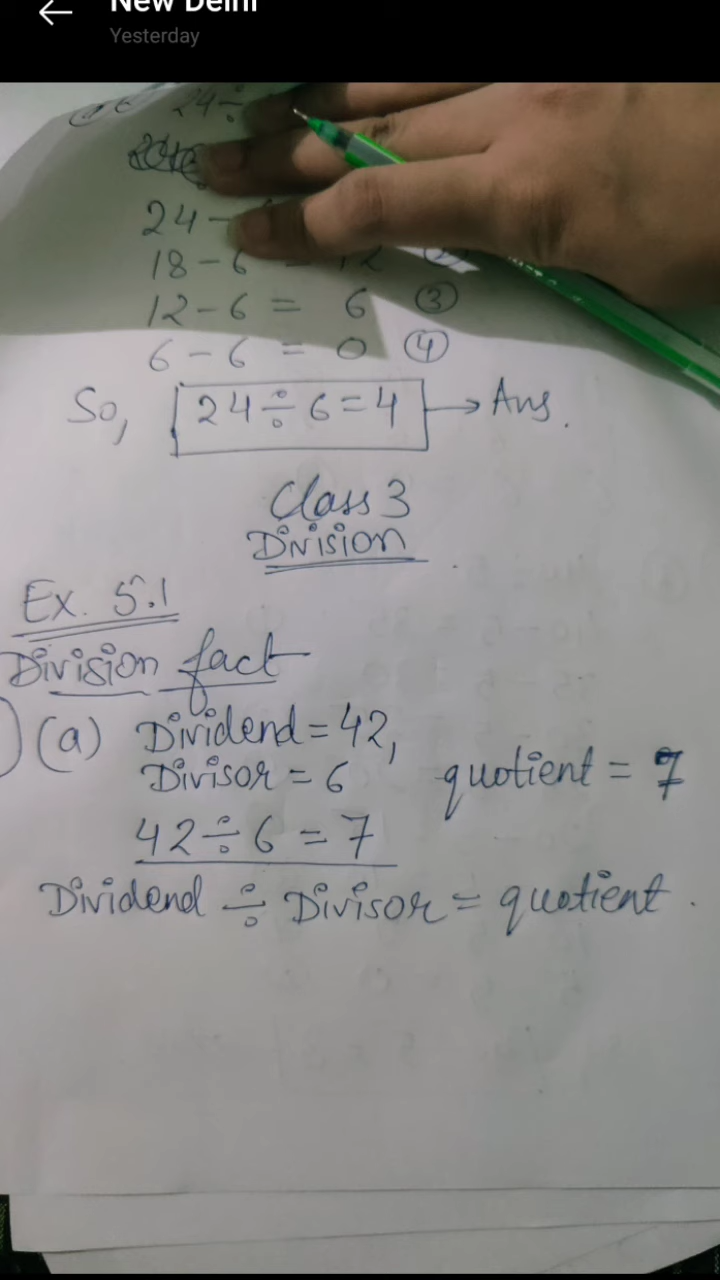 New Delhi
Yesterday
24÷
24-
18-6 = 12
12-6 = 6 ③
6-6 = 0 ④
So, 24÷6=4 → Ans.
Class 3
Division
Ex. 5.1
Division fact
(a) Dividend = 42,
Divisor = 6 quotient = 7
42÷6 = 7
Dividend ÷ Divisor = quotient.